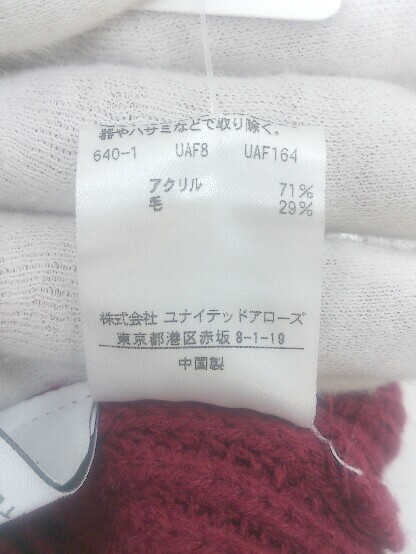 器やハサミなどで取り除く。
640-1 UAF8 UAF164
アクリル 71%
毛 29%
株式会社 ユナイテッドアローズ
東京都港区赤坂 8-1-19
中国製